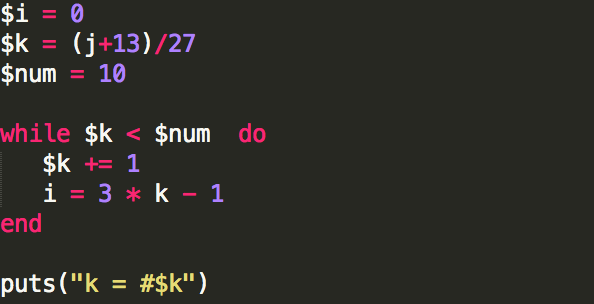 $i = 0
$k = (j+13)/27
$num = 10
while $k < $num  do
   $k += 1
   i = 3 * k - 1
end
puts("k = #$k")